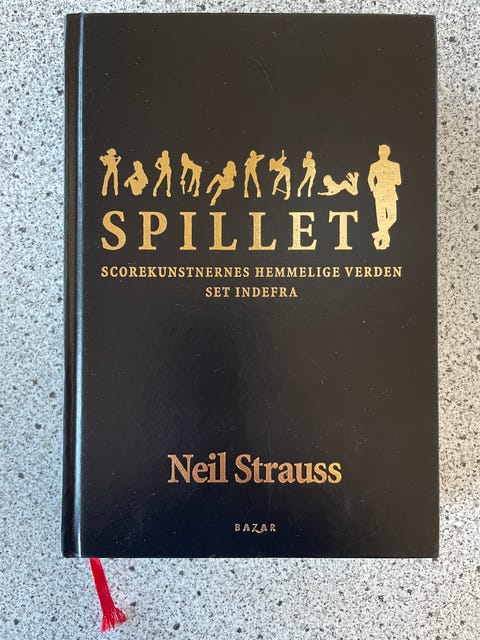 SPILLET
SCOREKUNSTNERNES HEMMELIGE VERDEN
SET INDEFRA
Neil Strauss
BAZAR